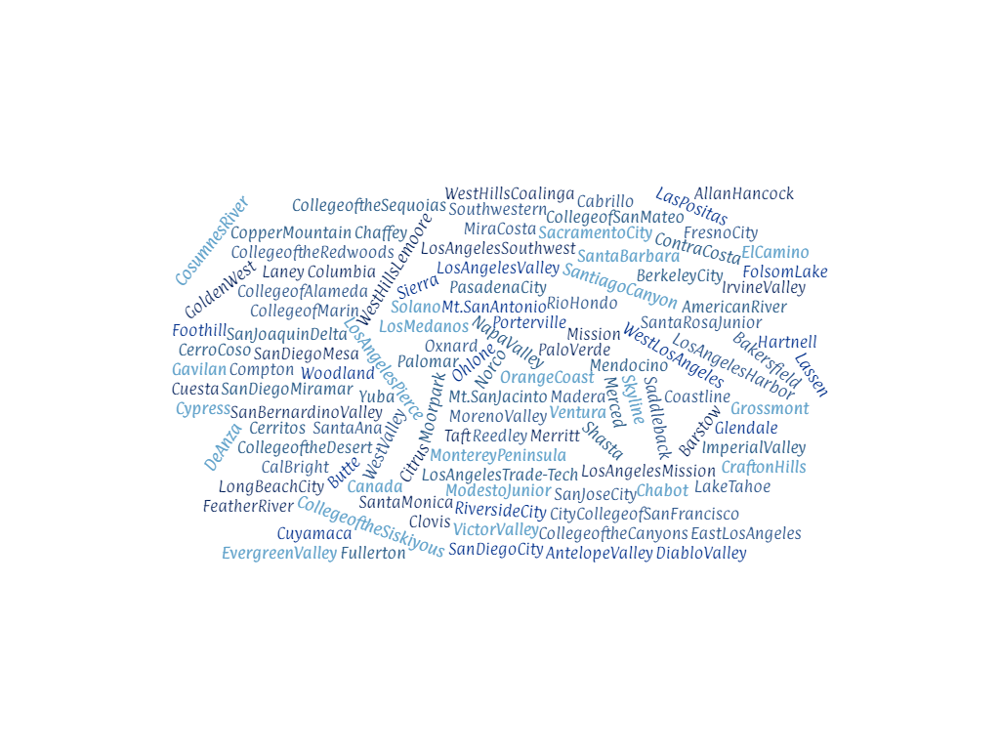 WestHillsCoalinga
LasPositas
AllanHancock
CosumnesRiver
CollegeoftheSequoias
Southwestern
Cabrillo
CollegeofSanMateo
CopperMountain
Chaffey
WestHillsLemoore
MiraCosta
SacramentoCity
ContraCosta
FresnoCity
CollegeoftheRedwoods
LosAngelesSouthwest
SantaBarbara
ElCamino
GoldenWest
Laney
Columbia
Sierra
LosAngelesValley
SantiagoCanyon
BerkeleyCity
FolsomLake
CollegeofAlameda
PasadenaCity
IrvineValley
CollegeofMarin
Solano
Mt.SanAntonio
RioHondo
AmericanRiver
Foothill
SanJoaquinDelta
LosAngelesPierce
LosMedanos
NapaValley
Porterville
Mission
WestLosAngeles
SantaRosaJunior
CerroCoso
SanDiegoMesa
Oxnard
PaloVerde
LosAngelesHarbor
Bakersfield
Hartnell
Gavilan
Compton
Woodland
Palomar
Ohlone
Norco
OrangeCoast
Mendocino
Lassen
Cuesta
SanDiegoMiramar
Yuba
Moorpark
Mt.SanJacinto
Madera
Merced
Skyline
Saddleback
Coastline
Cypress
SanBernardinoValley
MorenoValley
Ventura
Grossmont
DeAnza
Cerritos
SantaAna
WestValley
Taft
Reedley
Merritt
Shasta
Barstow
Glendale
CollegeoftheDesert
Citrus
MontereyPeninsula
ImperialValley
CalBright
Butte
LosAngelesTrade-Tech
LosAngelesMission
CraftonHills
LongBeachCity
Canada
ModestoJunior
SanJoseCity
Chabot
LakeTahoe
FeatherRiver
CollegeoftheSiskiyous
SantaMonica
RiversideCity
CityCollegeofSanFrancisco
Clovis
Cuyamaca
VictorValley
CollegeoftheCanyons
EastLosAngeles
EvergreenValley
Fullerton
SanDiegoCity
AntelopeValley
DiabloValley